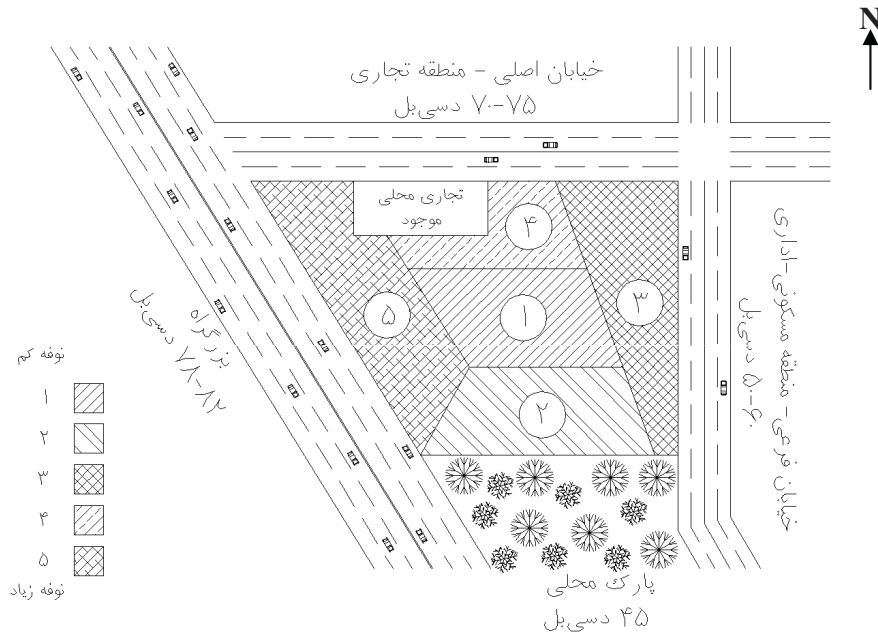 N
خیابان اصلی - منطقه تجاری
۷۰-۷۵ دسی‌بل
تجاری محلی
موجود
۴
۳
۵
۱
۲
خیابان فرعی - منطقه مسکونی-اداری
۵۰-۶۰ دسی‌بل
بزرگراه
۷۸-۸۲ دسی‌بل
نوفه کم
۱
۲
۳
۴
۵
نوفه زیاد
پارک محلی
۴۵ دسی‌بل